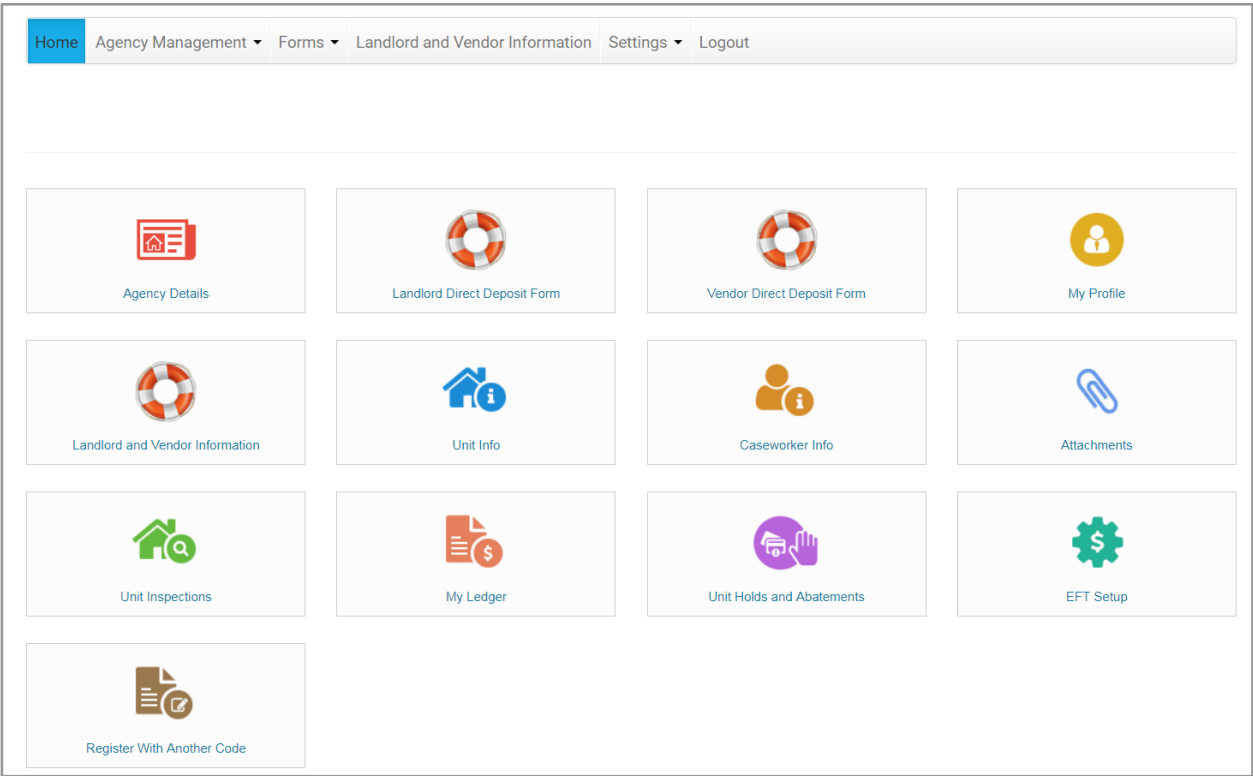 Home Agency Management Forms Landlord and Vendor Information Settings Logout
Agency Details
Landlord Direct Deposit Form
Vendor Direct Deposit Form
My Profile
Landlord and Vendor Information
Unit Info
Caseworker Info
Attachments
Unit Inspections
My Ledger
Unit Holds and Abatements
EFT Setup
Register With Another Code